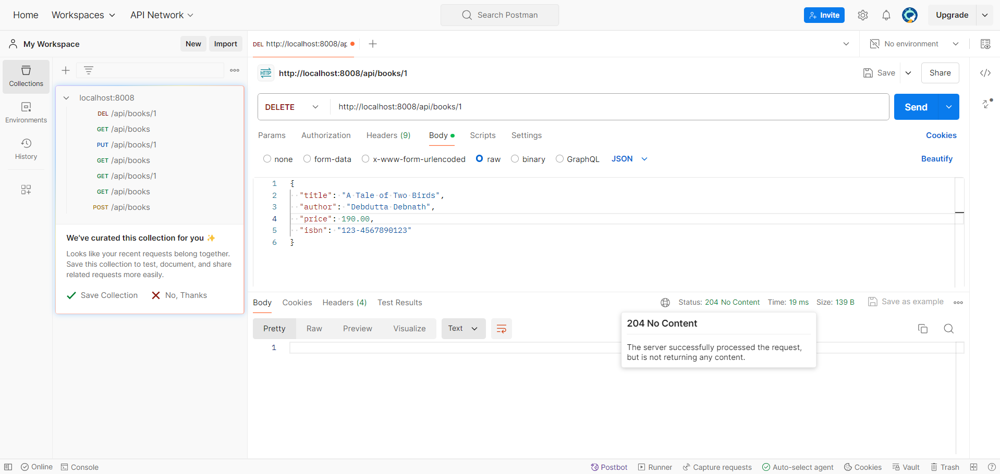 Home Workspaces API Network Search Postman Invite Upgrade
My Workspace New Import DEL http://localhost:8008/ap No environment
Collections
Environments
History
localhost:8008
DEL /api/books/1
GET /api/books
PUT /api/books/1
GET /api/books
GET /api/books/1
GET /api/books
POST /api/books
We've curated this collection for you ✨
Looks like your recent requests belong together.
Save this collection to test, document, and share
related requests more easily.
Save Collection No, Thanks
HTTP http://localhost:8008/api/books/1 Save Share
DELETE http://localhost:8008/api/books/1 Send
Params Authorization Headers (9) Body Scripts Settings Cookies
none form-data x-www-form-urlencoded raw binary GraphQL JSON Beautify
1 {
2 "title": "A Tale of Two Birds",
3 "author": "Debdutta Debnath",
4 "price": 190.00,
5 "isbn": "123-4567890123"
6 }
Body Cookies Headers (4) Test Results Status: 204 No Content Time: 19 ms Size: 139 B Save as example
Pretty Raw Preview Visualize Text
1
204 No Content
The server successfully processed the request,
but is not returning any content.
Online Console Postbot Runner Capture requests Auto-select agent Cookies Vault Trash